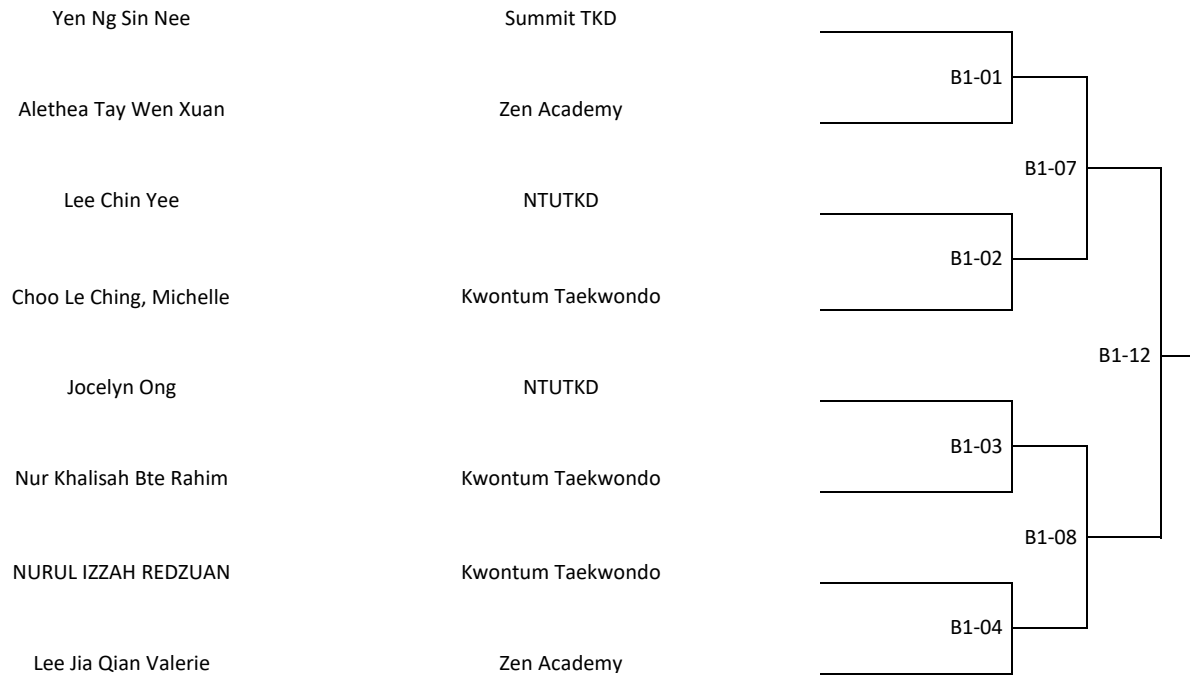 Yen Ng Sin Nee Summit TKD
B1-01
Alethea Tay Wen Xuan Zen Academy
B1-07
Lee Chin Yee NTUTKD
B1-02
Choo Le Ching, Michelle Kwontum Taekwondo
B1-12
Jocelyn Ong NTUTKD
B1-03
Nur Khalisah Bte Rahim Kwontum Taekwondo
B1-08
NURUL IZZAH REDZUAN Kwontum Taekwondo
B1-04
Lee Jia Qian Valerie Zen Academy